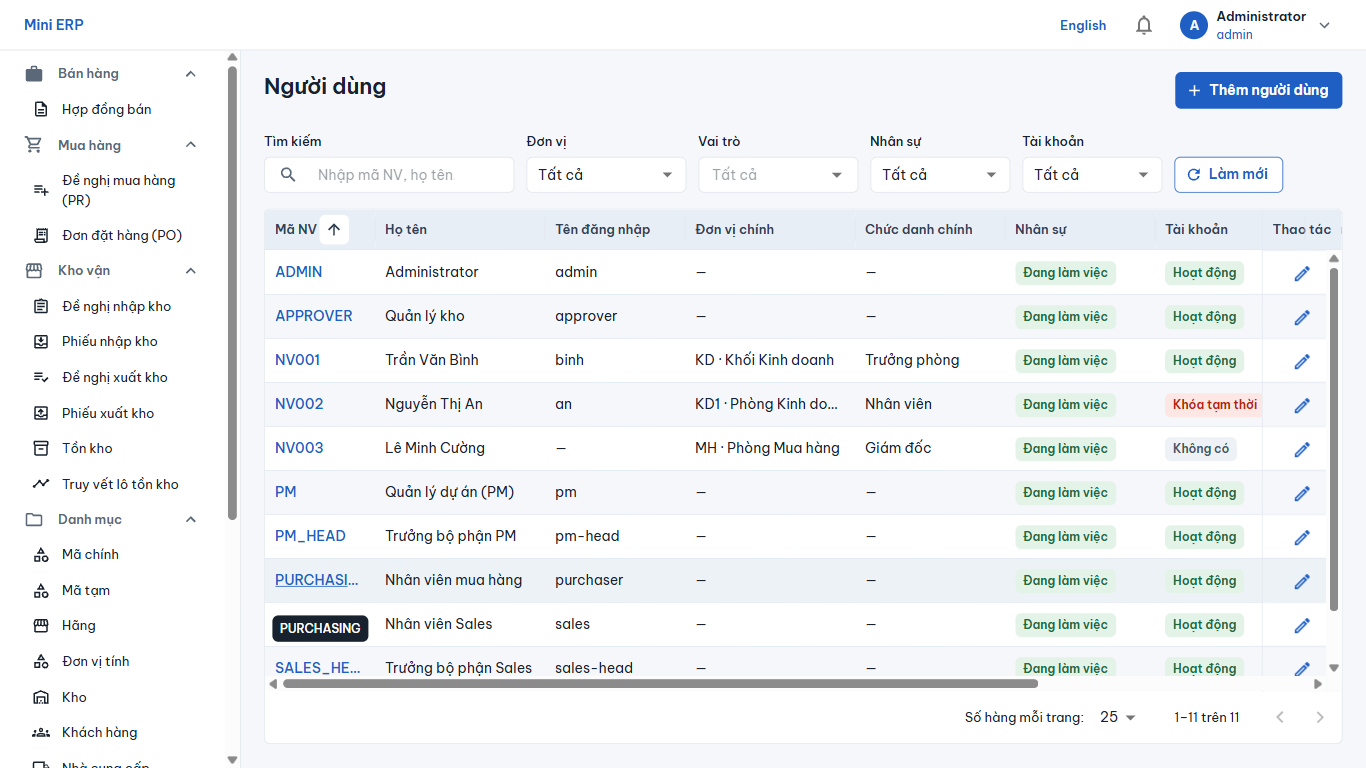 Mini ERP
English
A
Administrator
admin
Bán hàng
Hợp đồng bán
Mua hàng
Đề nghị mua hàng
(PR)
Đơn đặt hàng (PO)
Kho vận
Đề nghị nhập kho
Phiếu nhập kho
Đề nghị xuất kho
Phiếu xuất kho
Tồn kho
Truy vết lô tồn kho
Danh mục
Mã chính
Mã tạm
Hãng
Đơn vị tính
Kho
Khách hàng
Nhà cung cấp
Người dùng
Thêm người dùng
Tìm kiếm Đơn vị Vai trò Nhân sự Tài khoản
Nhập mã NV, họ tên Tất cả Tất cả Tất cả Tất cả Làm mới
Mã NV Họ tên Tên đăng nhập Đơn vị chính Chức danh chính Nhân sự Tài khoản Thao tác
ADMIN Administrator admin — — Đang làm việc Hoạt động
APPROVER Quản lý kho approver — — Đang làm việc Hoạt động
NV001 Trần Văn Bình binh KD · Khối Kinh doanh Trưởng phòng Đang làm việc Hoạt động
NV002 Nguyễn Thị An an KD1 · Phòng Kinh do... Nhân viên Đang làm việc Khóa tạm thời
NV003 Lê Minh Cường — MH · Phòng Mua hàng Giám đốc Đang làm việc Không có
PM Quản lý dự án (PM) pm — — Đang làm việc Hoạt động
PM_HEAD Trưởng bộ phận PM pm-head — — Đang làm việc Hoạt động
PURCHASI... Nhân viên mua hàng purchaser — — Đang làm việc Hoạt động
PURCHASING Nhân viên Sales sales — — Đang làm việc Hoạt động
SALES_HE... Trưởng bộ phận Sales sales-head — — Đang làm việc Hoạt động
Số hàng mỗi trang: 25 1–11 trên 11